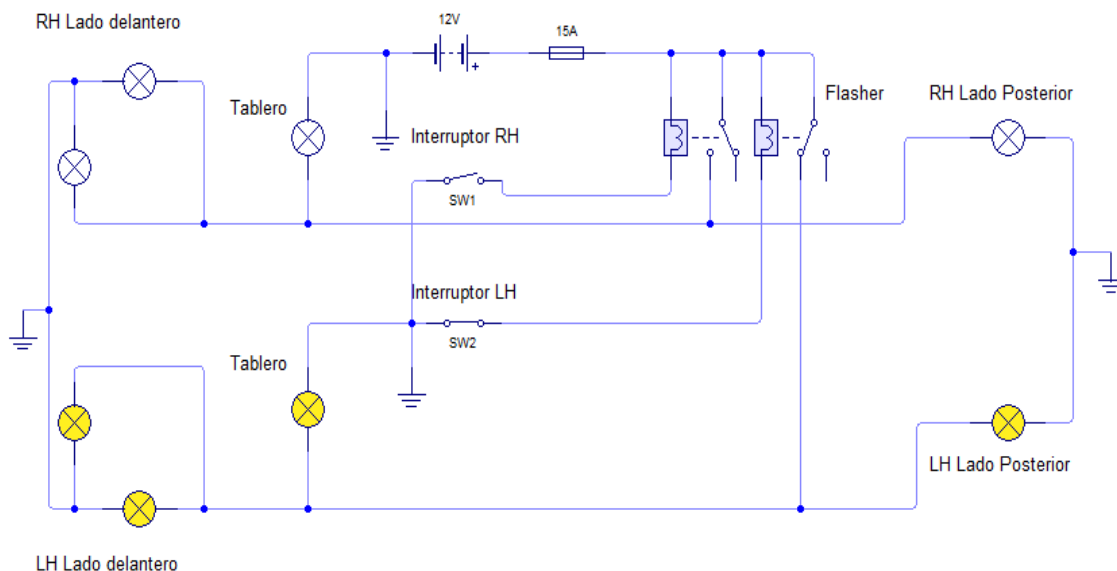 RH Lado delantero
12V
15A
+
Tablero
Flasher
RH Lado Posterior
Interruptor RH
SW1
Interruptor LH
SW2
Tablero
LH Lado Posterior
LH Lado delantero